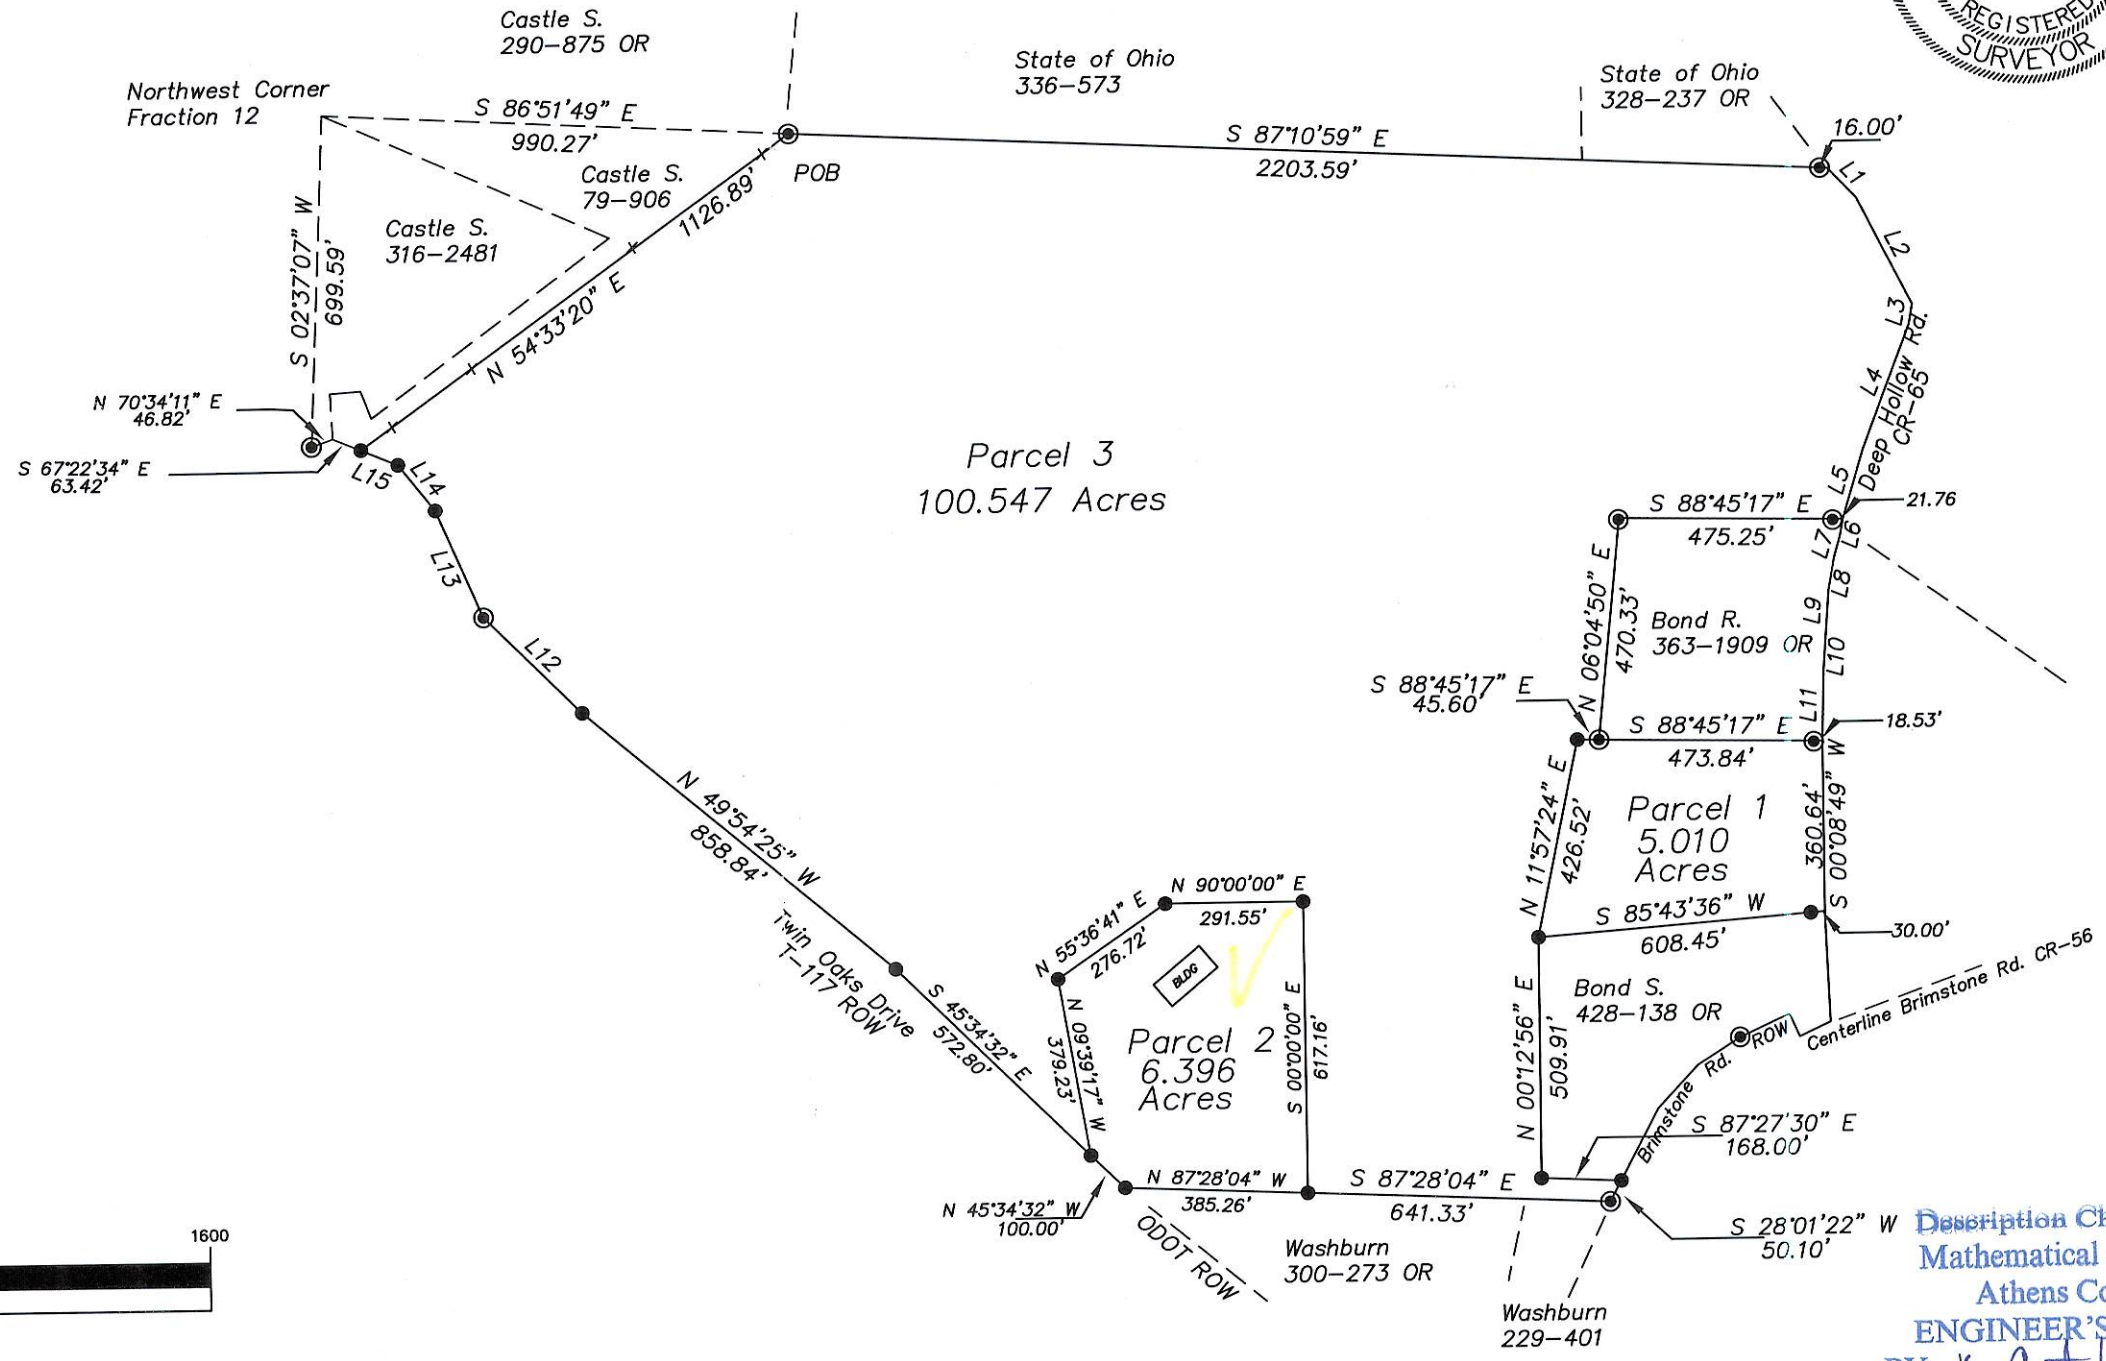 REGISTERED
SURVEYOR
Castle S.
290-875 OR
State of Ohio
336-573
State of Ohio
328-237 OR
Northwest Corner
Fraction 12
S 86°51'49" E
990.27'
S 87°10'59" E
2203.59'
16.00'
POB
Castle S.
79-906
1126.89'
L1
Castle S.
316-2481
S 02°37'07" W
699.59'
N 54°33'20" E
L2
L3
Deep Hollow Rd.
CR-65
L4
N 70°34'11" E
46.82'
S 67°22'34" E
63.42'
L15
L14
L13
L12
Parcel 3
100.547 Acres
L5
S 88°45'17" E
475.25'
21.76
L6
L7
L8
L9
L10
L11
N 06°04'50" E
470.33'
Bond R.
363-1909 OR
S 88°45'17" E
45.60'
S 88°45'17" E
473.84'
18.53'
N 11°57'24" E
426.52'
Parcel 1
5.010
Acres
360.64'
S 00°08'49" W
S 85°43'36" W
608.45'
30.00'
N 49°54'25" W
858.84'
Twin Oaks Drive
T-117 ROW
S 45°34'32" E
572.80'
N 55°36'41" E
276.72'
N 90°00'00" E
291.55'
BLDG
N 09°39'17" W
379.23'
Parcel 2
6.396
Acres
S 00°00'00" E
617.16'
N 00°12'56" E
509.91'
Bond S.
428-138 OR
Brimstone Rd. ROW
Centerline Brimstone Rd. CR-56
S 87°27'30" E
168.00'
N 45°34'32" W
100.00'
N 87°28'04" W
385.26'
S 87°28'04" E
641.33'
S 28°01'22" W
50.10'
ODOT ROW
Washburn
300-273 OR
Washburn
229-401
1600
Description
Mathematical
Athens
ENGINEER'S